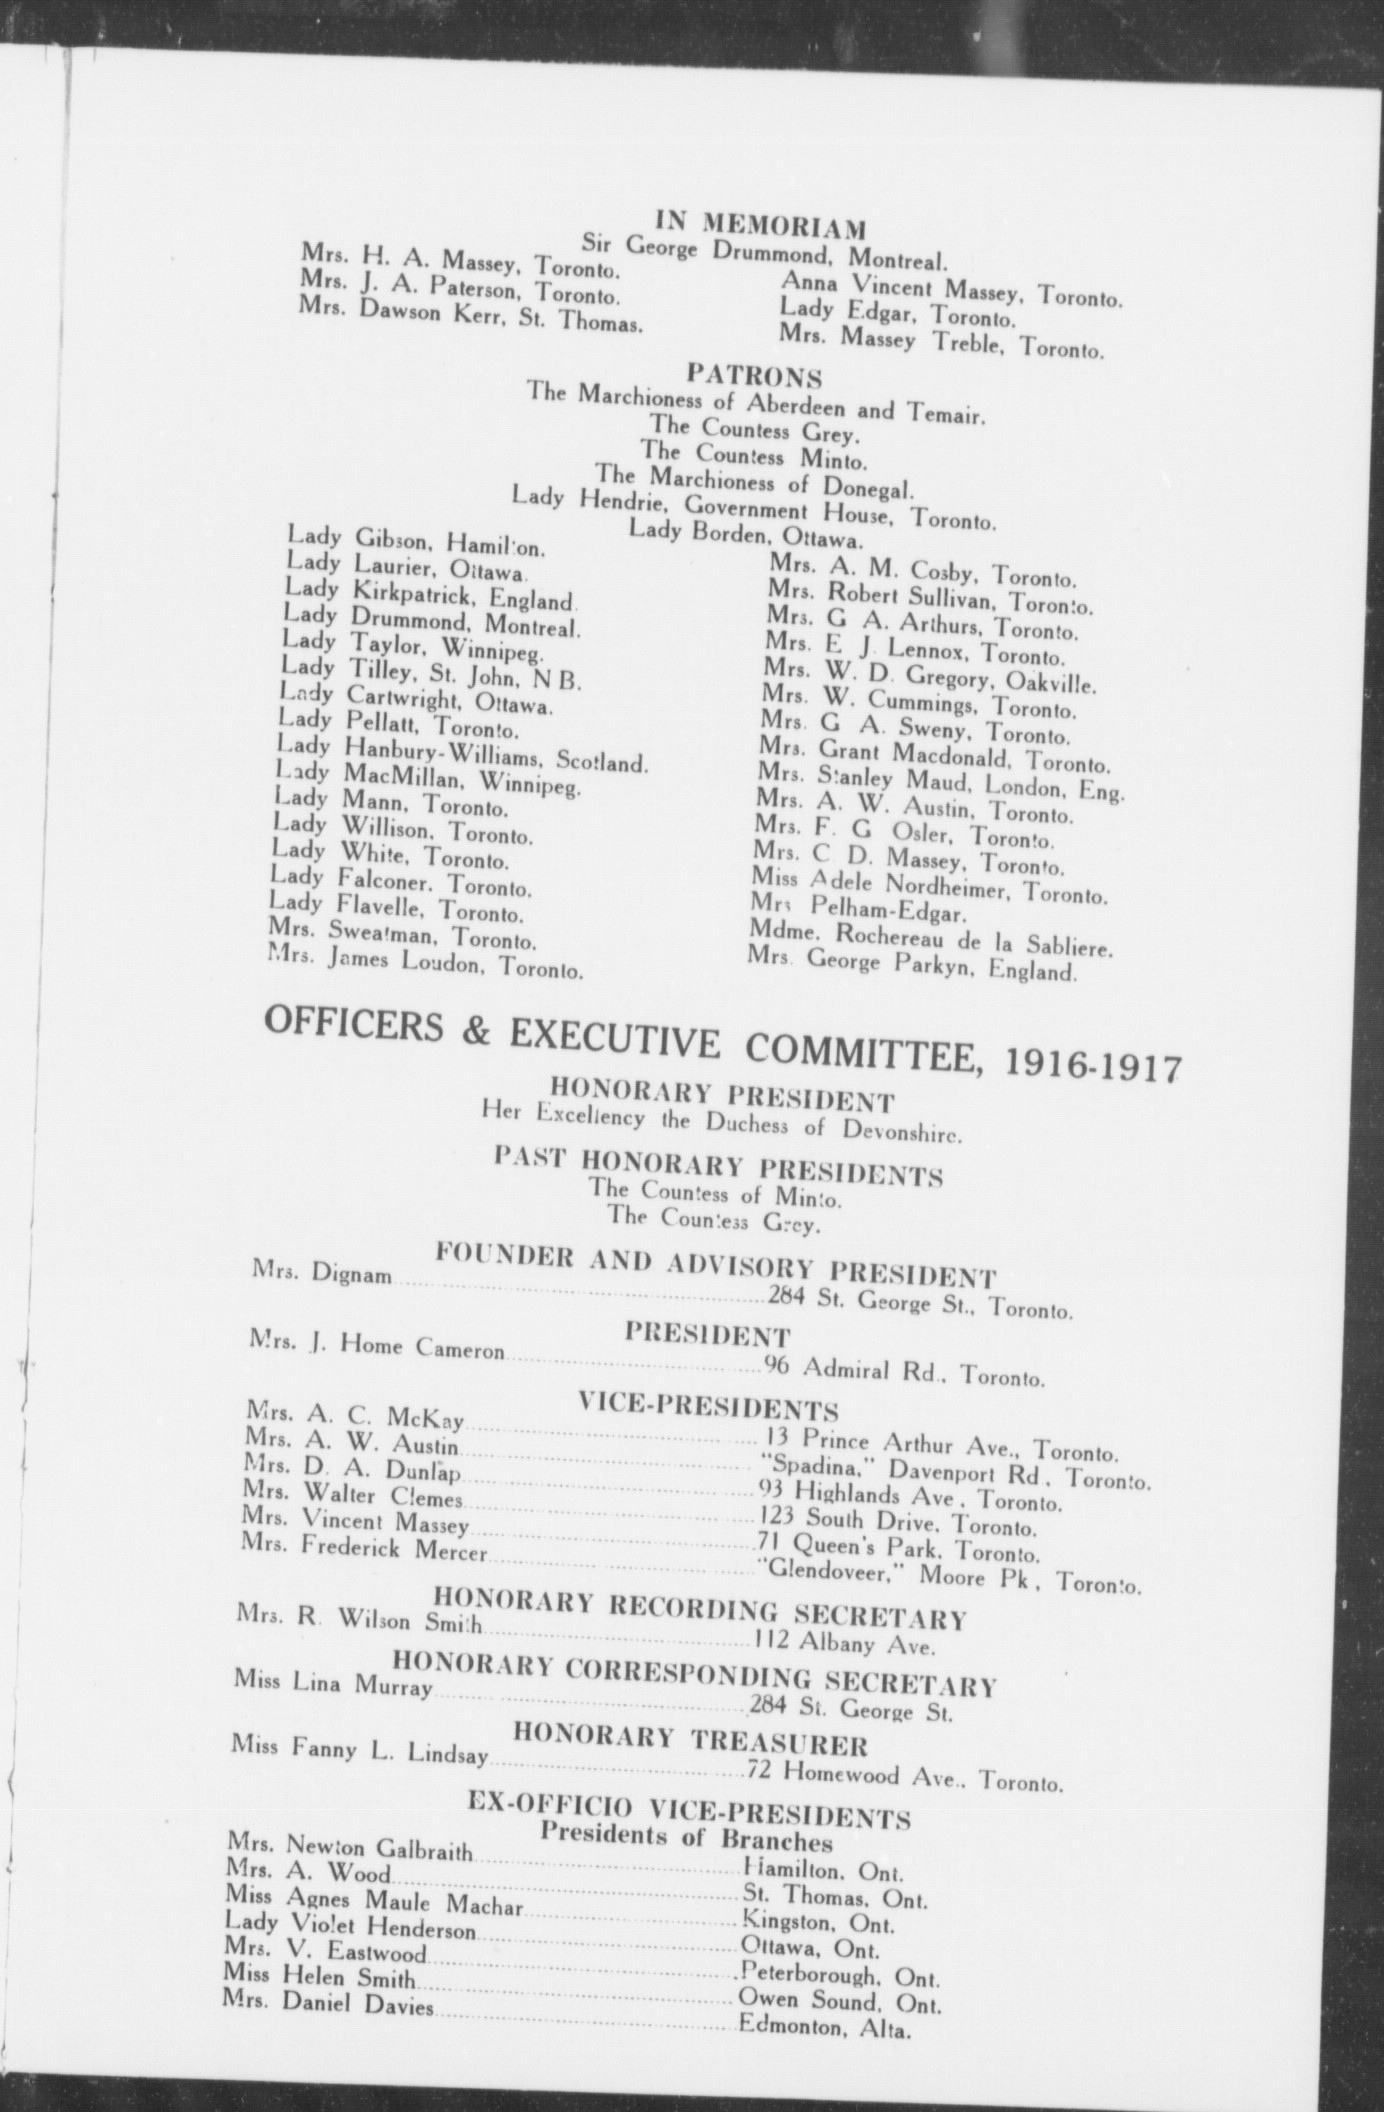 IN MEMORIAM
Sir George Drummond, Montreal.
Mrs. H. A. Massey, Toronto.
Mrs. J. A. Paterson, Toronto.
Mrs. Dawson Kerr, St. Thomas.
Anna Vincent Massey, Toronto.
Lady Edgar, Toronto.
Mrs. Massey Treble, Toronto.
PATRONS
The Marchioness of Aberdeen and Temair.
The Countess Grey.
The Countess Minto.
The Marchioness of Donegal.
Lady Hendrie, Government House, Toronto.
Lady Borden, Ottawa.
Lady Gibson, Hamilton.
Lady Laurier, Ottawa.
Lady Kirkpatrick, England.
Lady Drummond, Montreal.
Lady Taylor, Winnipeg.
Lady Tilley, St. John, N B.
Lady Cartwright, Ottawa.
Lady Pellatt, Toronto.
Lady Hanbury-Williams, Scotland.
Lady MacMillan, Winnipeg.
Lady Mann, Toronto.
Lady Willison, Toronto.
Lady White, Toronto.
Lady Falconer. Toronto.
Lady Flavelle, Toronto.
Mrs. Sweatman, Toronto.
Mrs. James Loudon, Toronto.
Mrs. A. M. Cosby, Toronto.
Mrs. Robert Sullivan, Toronto.
Mrs. G A. Arthurs, Toronto.
Mrs. E J. Lennox, Toronto.
Mrs. W. D. Gregory, Oakville.
Mrs. W. Cummings, Toronto.
Mrs. G A. Sweny, Toronto.
Mrs. Grant Macdonald, Toronto.
Mrs. Stanley Maud, London, Eng.
Mrs. A. W. Austin, Toronto.
Mrs. F. G Osler, Toronto.
Mrs. C D. Massey, Toronto.
Miss Adele Nordheimer, Toronto.
Mrs Pelham-Edgar.
Mdme. Rochereau de la Sabliere.
Mrs. George Parkyn, England.
OFFICERS & EXECUTIVE COMMITTEE, 1916-1917
HONORARY PRESIDENT
Her Excellency the Duchess of Devonshire.
PAST HONORARY PRESIDENTS
The Countess of Minto.
The Countess Grey.
FOUNDER AND ADVISORY PRESIDENT
Mrs. Dignam........284 St. George St., Toronto.
PRESIDENT
Mrs. J. Home Cameron........96 Admiral Rd., Toronto.
VICE-PRESIDENTS
Mrs. A. C. McKay........13 Prince Arthur Ave., Toronto.
Mrs. A. W. Austin........"Spadina," Davenport Rd., Toronto.
Mrs. D. A. Dunlap........93 Highlands Ave., Toronto.
Mrs. Walter Clemes........123 South Drive, Toronto.
Mrs. Vincent Massey........71 Queen's Park, Toronto.
Mrs. Frederick Mercer........"Glendoveer," Moore Pk, Toronto.
HONORARY RECORDING SECRETARY
Mrs. R. Wilson Smith........112 Albany Ave.
HONORARY CORRESPONDING SECRETARY
Miss Lina Murray........284 St. George St.
HONORARY TREASURER
Miss Fanny L. Lindsay........72 Homewood Ave., Toronto.
EX-OFFICIO VICE-PRESIDENTS
Presidents of Branches
Mrs. Newton Galbraith........Hamilton, Ont.
Mrs. A. Wood........St. Thomas, Ont.
Miss Agnes Maule Machar........Kingston, Ont.
Lady Violet Henderson........Ottawa, Ont.
Mrs. V. Eastwood........Peterborough, Ont.
Miss Helen Smith........Owen Sound, Ont.
Mrs. Daniel Davies........Edmonton, Alta.